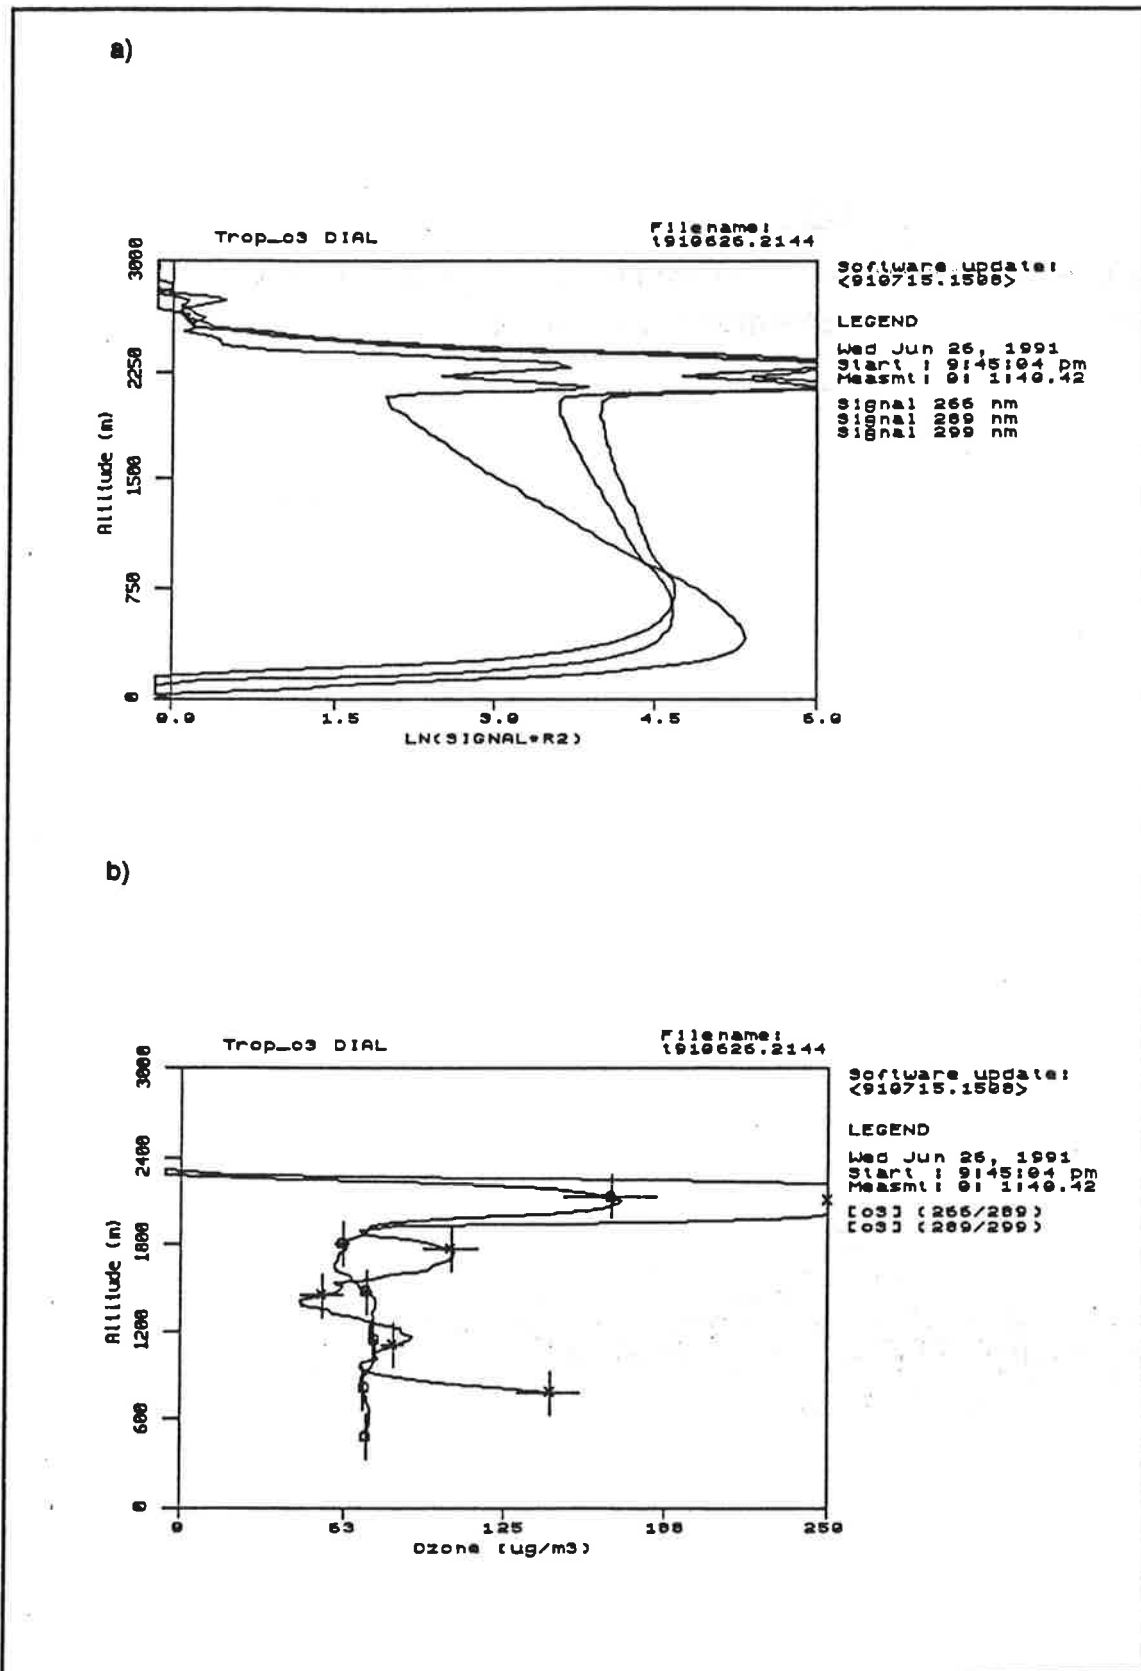 a)
Trop_o3 DIAL
Filename:
t910626.2144
Software update:
<910715.1508>
LEGEND
Wed Jun 26, 1991
Start : 9:45:04 pm
Measmt: 0: 1:40.42
Signal 266 nm
Signal 289 nm
Signal 299 nm
3000
2250
1500
750
0
Altitude (m)
0.0 1.5 3.0 4.5 6.0
LN(SIGNAL*R2)
b)
Trop_o3 DIAL
Filename:
t910626.2144
Software update:
<910715.1508>
LEGEND
Wed Jun 26, 1991
Start : 9:45:04 pm
Measmt: 0: 1:40.42
[o3] (266/289)
[o3] (289/299)
3000
2400
1800
1200
600
0
Altitude (m)
0 63 125 188 250
Ozone [ug/m3]